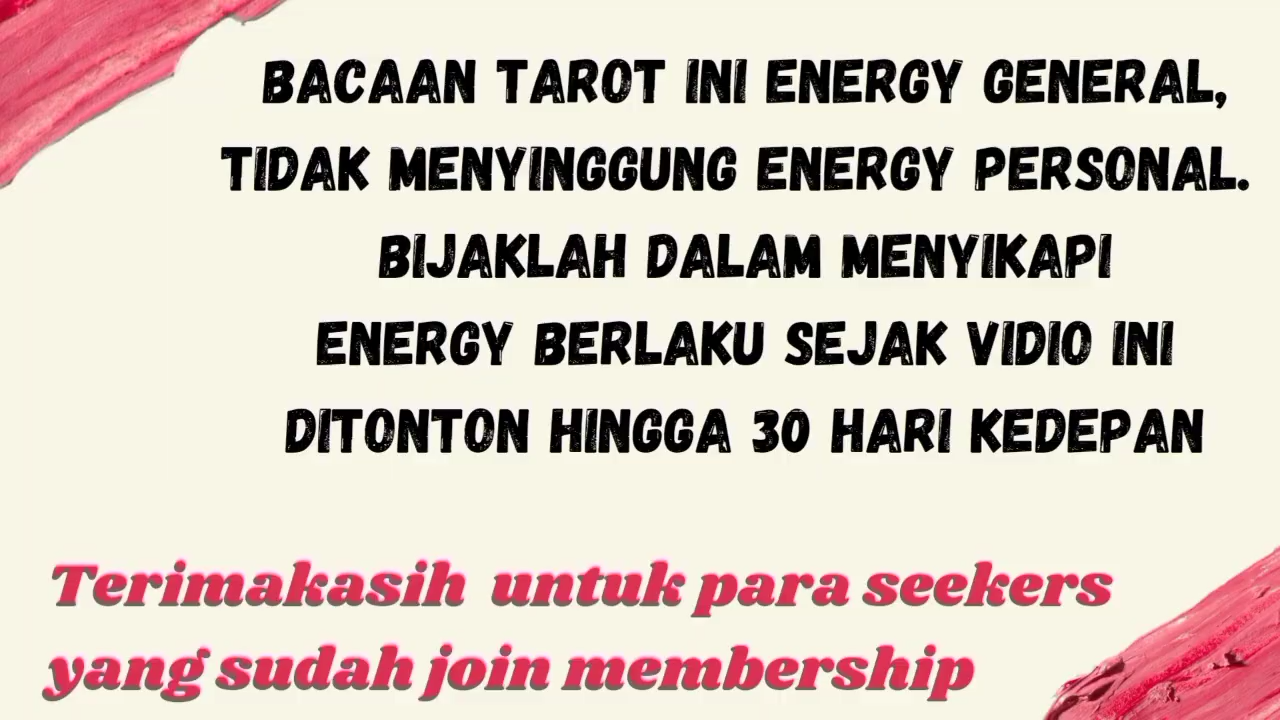 BACAAN TAROT INI ENERGY GENERAL,
TIDAK MENYINGGUNG ENERGY PERSONAL.
BIJAKLAH DALAM MENYIKAPI
ENERGY BERLAKU SEJAK VIDIO INI
DITONTON HINGGA 30 HARI KEDEPAN
Terimakasih untuk para seekers
yang sudah join membership